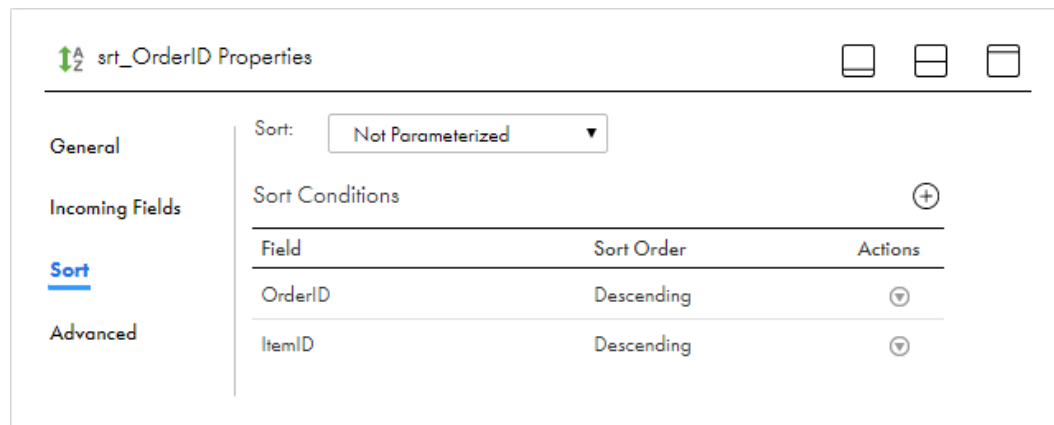 srt_OrderID Properties
General
Incoming Fields
Sort
Advanced
Sort: Not Parameterized
Sort Conditions
Field Sort Order Actions
OrderID Descending
ItemID Descending